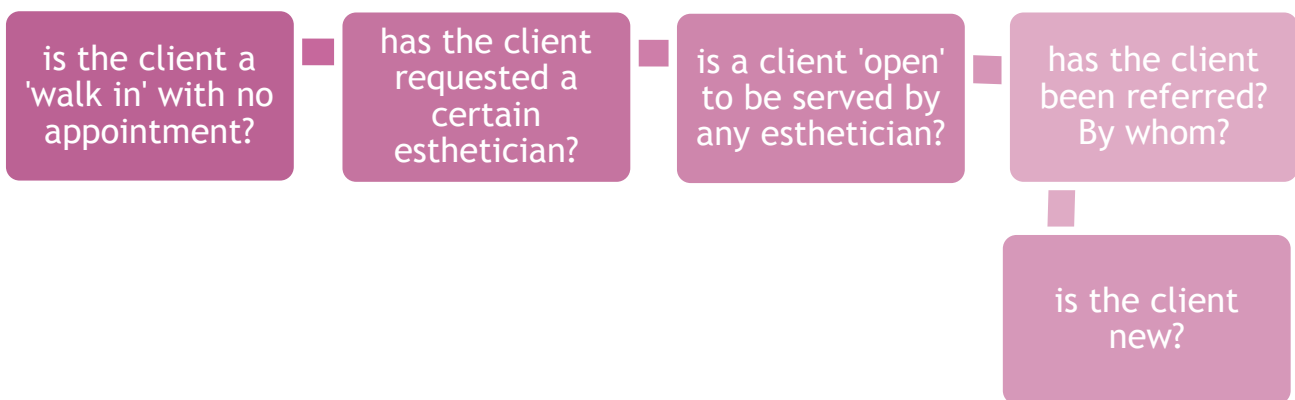 is the client a
'walk in' with no
appointment?
has the client
requested a
certain
esthetician?
is a client 'open'
to be served by
any esthetician?
has the client
been referred?
By whom?
is the client
new?